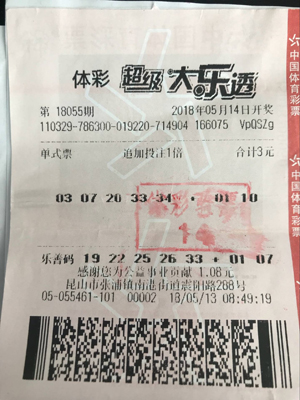 体彩 超级大乐透
第 18055期 2018年05月14日开奖
110329-786300-019220-714904 166075 VpQSZg
单式票 追加投注1倍 合计3元
03 07 20 33 34 + 01 10
乐善码 19 22 25 26 33 + 01 07
感谢您为公益事业贡献 1.08元
昆山市张浦镇南港街道震阳路268号
05-055461-101 00002 18/05/13 08:49:19
中国体育彩票
中国体育彩票